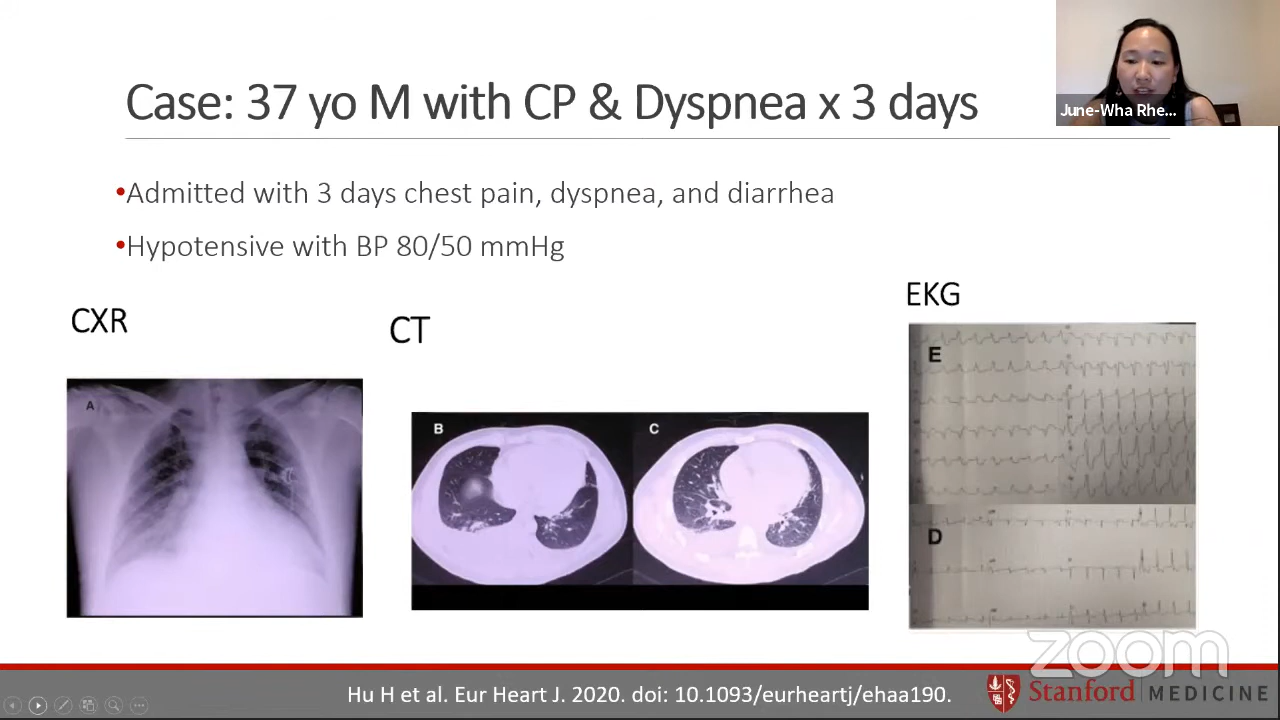 Case: 37 yo M with CP & Dyspnea x 3 days
June-Wha Rhe...
•Admitted with 3 days chest pain, dyspnea, and diarrhea
•Hypotensive with BP 80/50 mmHg
CXR
CT
EKG
A
B
C
E
D
zoom
Hu H et al. Eur Heart J. 2020. doi: 10.1093/eurheartj/ehaa190.
Stanford MEDICINE